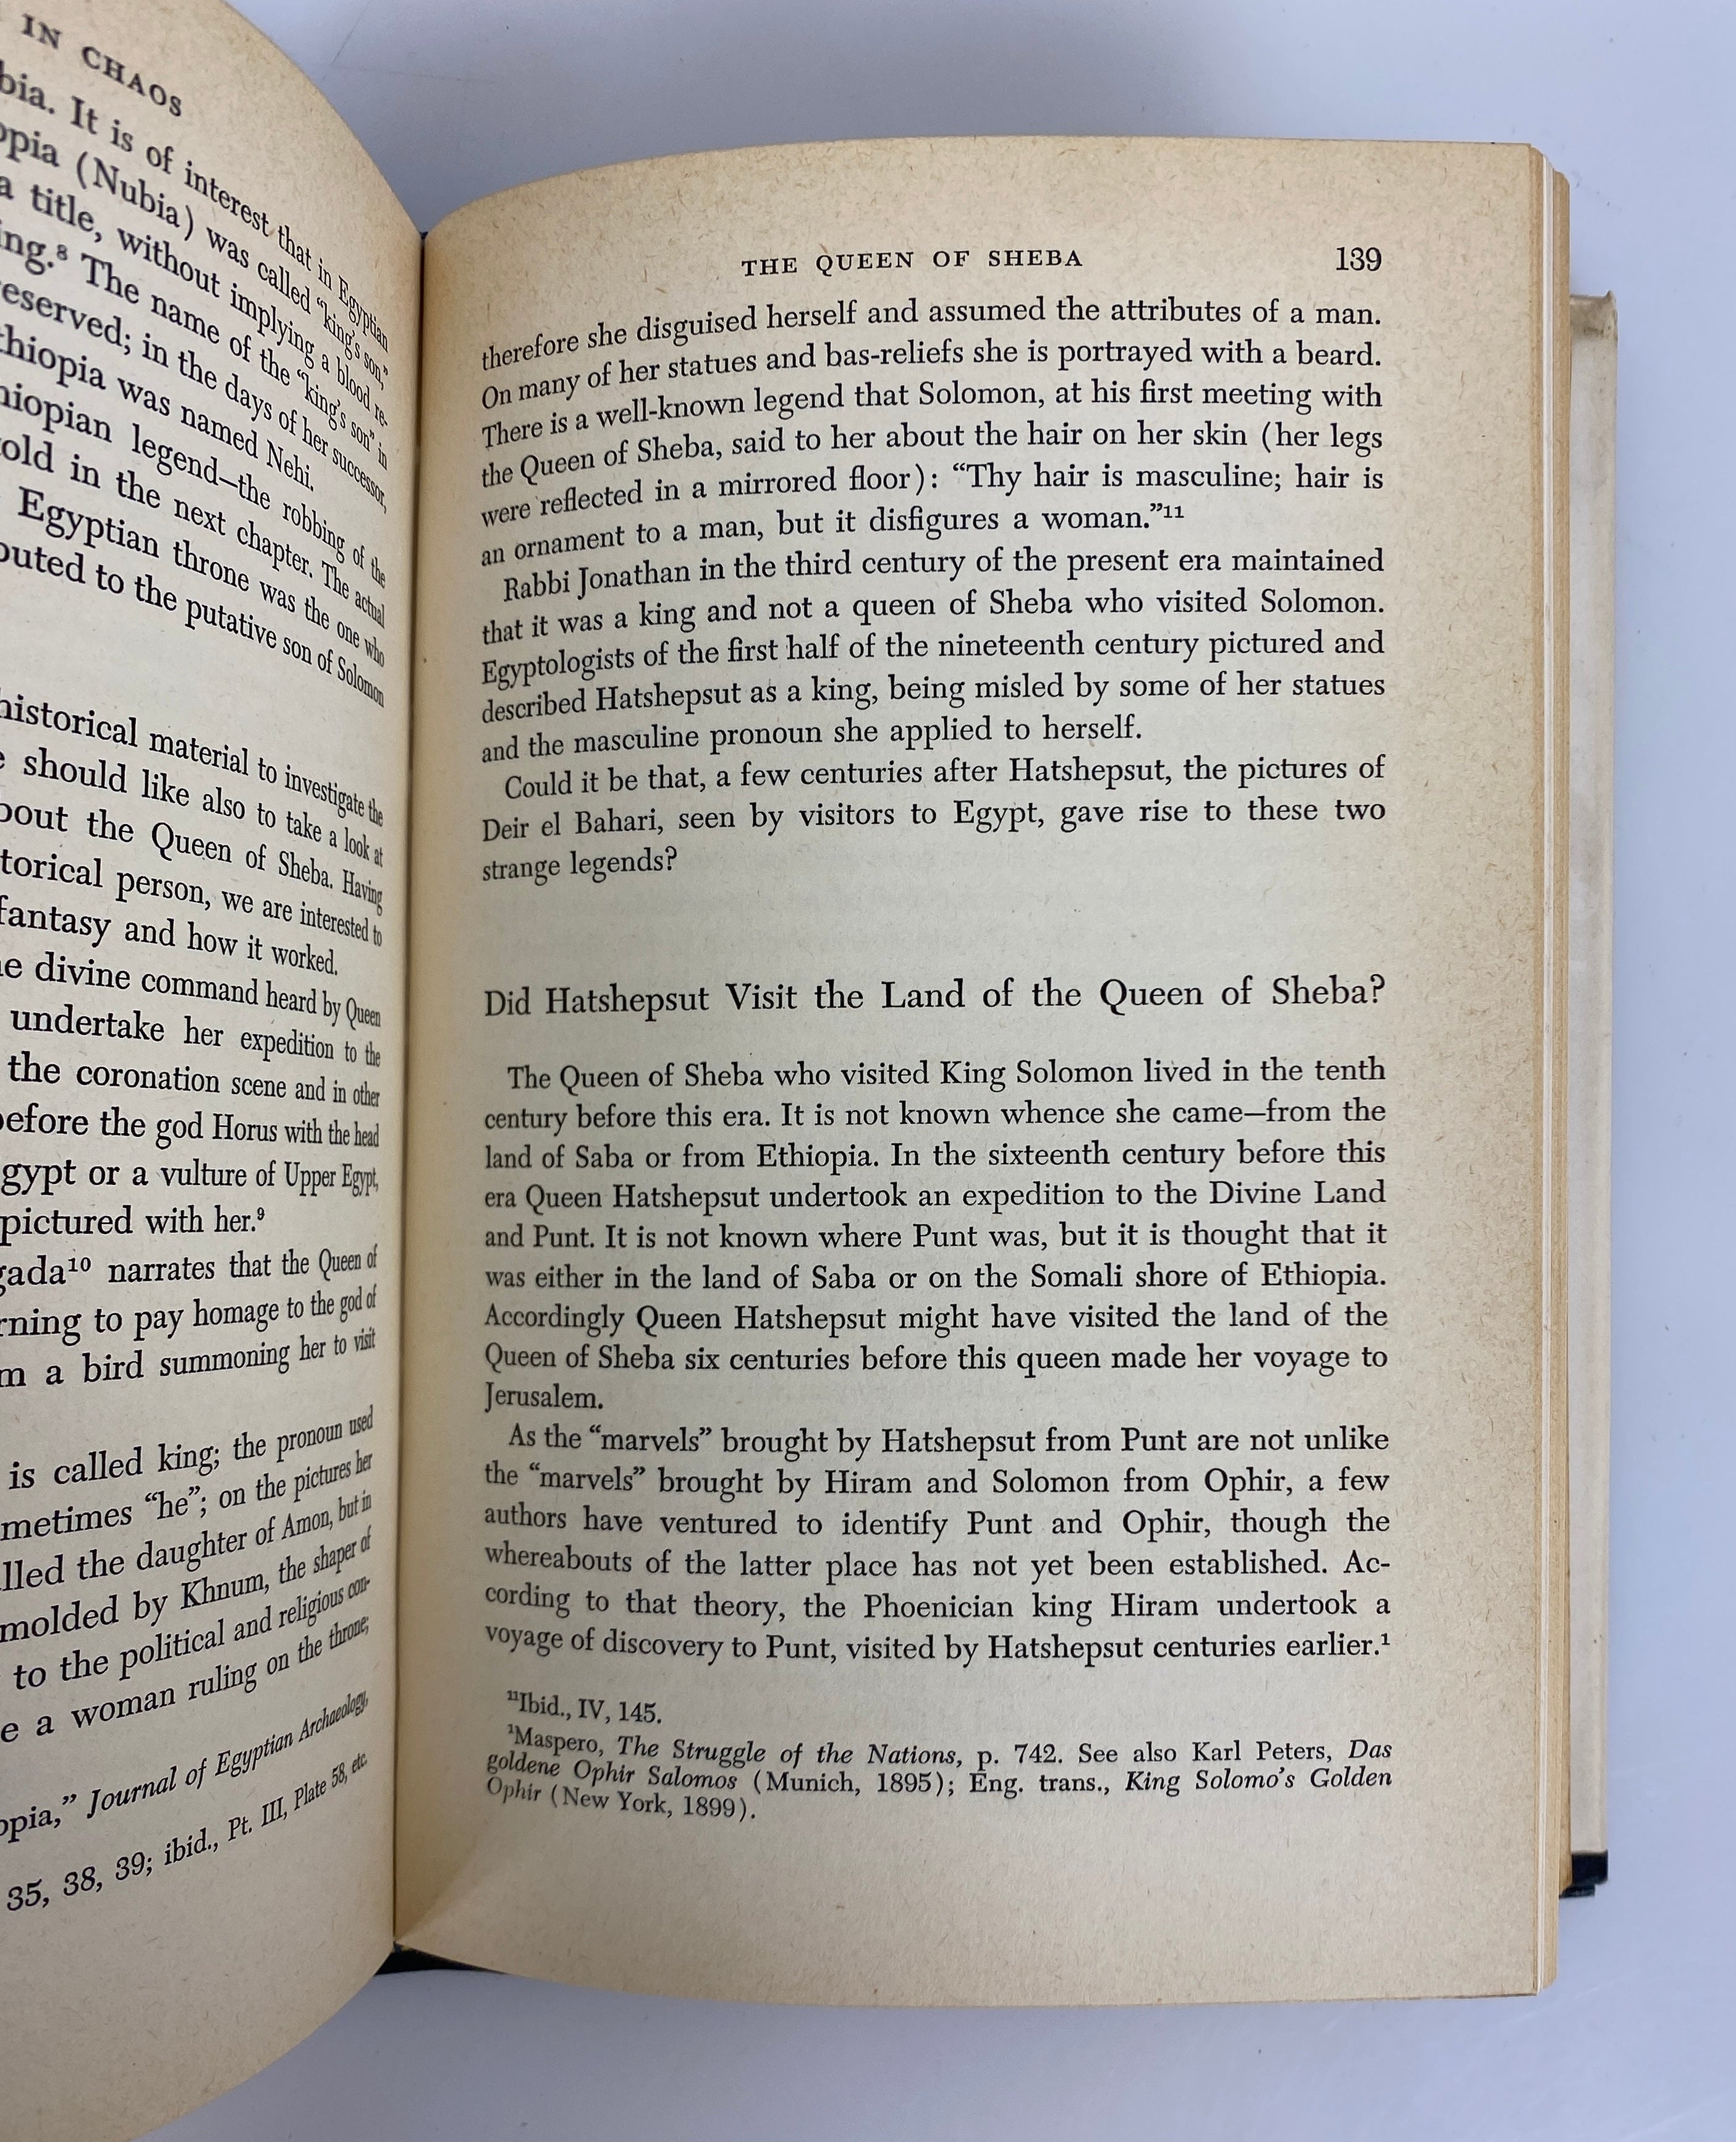 IN CHAOS
bia. It is of interest that in Egyptian
opia (Nubia) was called “king's son,”
a title, without implying a blood re-
ing.⁸ The name of the “king's son” in
eserved; in the days of her successor,
thiopia was named Nehi.
hiopian legend—the robbing of the
told in the next chapter. The actual
Egyptian throne was the one who
buted to the putative son of Solomon
historical material to investigate the
e should like also to take a look at
bout the Queen of Sheba. Having
torical person, we are interested to
fantasy and how it worked.
he divine command heard by Queen
undertake her expedition to the
the coronation scene and in other
before the god Horus with the head
gypt or a vulture of Upper Egypt,
pictured with her.⁹
gada¹⁰ narrates that the Queen of
rning to pay homage to the god of
m a bird summoning her to visit
is called king; the pronoun used
metimes “he”; on the pictures her
lled the daughter of Amon, but in
molded by Khnum, the shaper of
to the political and religious con-
e a woman ruling on the throne;
opia,” Journal of Egyptian Archaeology,
35, 38, 39; ibid., Pt. III, Plate 58, etc.
THE QUEEN OF SHEBA 139
therefore she disguised herself and assumed the attributes of a man.
On many of her statues and bas-reliefs she is portrayed with a beard.
There is a well-known legend that Solomon, at his first meeting with
the Queen of Sheba, said to her about the hair on her skin (her legs
were reflected in a mirrored floor): “Thy hair is masculine; hair is
an ornament to a man, but it disfigures a woman.”¹¹
Rabbi Jonathan in the third century of the present era maintained
that it was a king and not a queen of Sheba who visited Solomon.
Egyptologists of the first half of the nineteenth century pictured and
described Hatshepsut as a king, being misled by some of her statues
and the masculine pronoun she applied to herself.
Could it be that, a few centuries after Hatshepsut, the pictures of
Deir el Bahari, seen by visitors to Egypt, gave rise to these two
strange legends?
Did Hatshepsut Visit the Land of the Queen of Sheba?
The Queen of Sheba who visited King Solomon lived in the tenth
century before this era. It is not known whence she came—from the
land of Saba or from Ethiopia. In the sixteenth century before this
era Queen Hatshepsut undertook an expedition to the Divine Land
and Punt. It is not known where Punt was, but it is thought that it
was either in the land of Saba or on the Somali shore of Ethiopia.
Accordingly Queen Hatshepsut might have visited the land of the
Queen of Sheba six centuries before this queen made her voyage to
Jerusalem.
As the “marvels” brought by Hatshepsut from Punt are not unlike
the “marvels” brought by Hiram and Solomon from Ophir, a few
authors have ventured to identify Punt and Ophir, though the
whereabouts of the latter place has not yet been established. Ac-
cording to that theory, the Phoenician king Hiram undertook a
voyage of discovery to Punt, visited by Hatshepsut centuries earlier.¹
¹¹Ibid., IV, 145.
¹Maspero, The Struggle of the Nations, p. 742. See also Karl Peters, Das
goldene Ophir Salomos (Munich, 1895); Eng. trans., King Solomo's Golden
Ophir (New York, 1899).